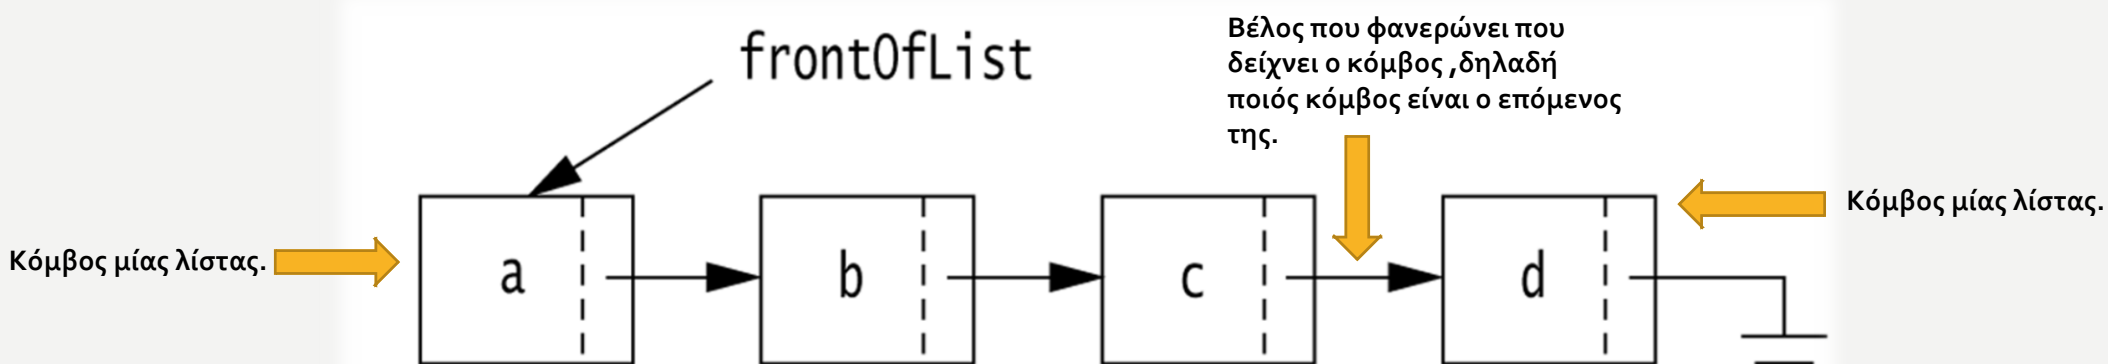 frontOfList
Βέλος που φανερώνει που
δείχνει ο κόμβος ,δηλαδή
ποιός κόμβος είναι ο επόμενος
της.
Κόμβος μίας λίστας.
Κόμβος μίας λίστας.
a b c d